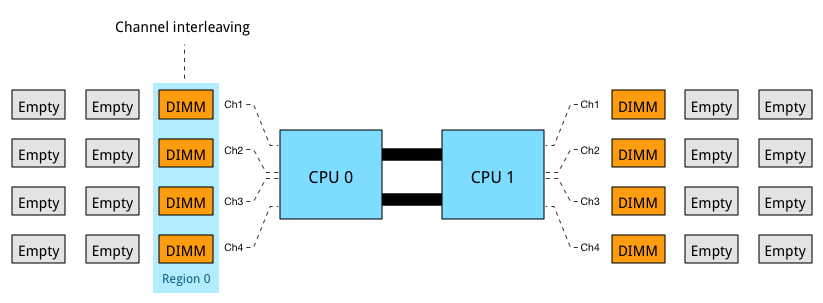 Channel interleaving
Empty Empty DIMM Ch1 Ch1 DIMM Empty Empty
Empty Empty DIMM Ch2 Ch2 DIMM Empty Empty
CPU 0 CPU 1
Empty Empty DIMM Ch3 Ch3 DIMM Empty Empty
Empty Empty DIMM Ch4 Ch4 DIMM Empty Empty
Region 0